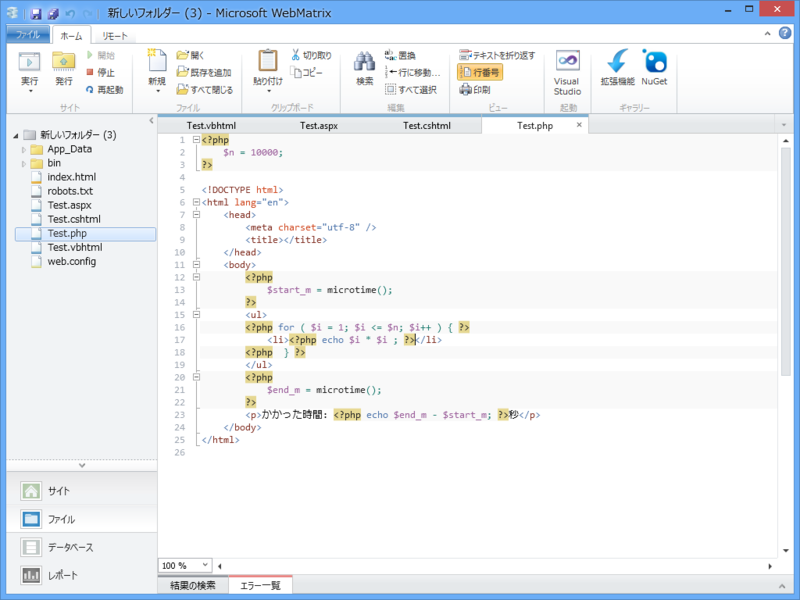 新しいフォルダー (3) - Microsoft WebMatrix
ファイル ホーム リモート
実行 発行 開始 停止 再起動 サイト
新規 開く 既存を追加 すべて閉じる ファイル
貼り付け 切り取り コピー クリップボード
検索 置換 行に移動... すべて選択 編集
テキストを折り返す 行番号 印刷 ビュー
Visual Studio 起動
拡張機能 NuGet ギャラリー
新しいフォルダー (3)
App_Data
bin
index.html
robots.txt
Test.aspx
Test.cshtml
Test.php
Test.vbhtml
web.config
サイト
ファイル
データベース
レポート
Test.vbhtml Test.aspx Test.cshtml Test.php
1 <?php
2 $n = 10000;
3 ?>
4
5 <!DOCTYPE html>
6 <html lang="en">
7 <head>
8 <meta charset="utf-8" />
9 <title></title>
10 </head>
11 <body>
12 <?php
13 $start_m = microtime();
14 ?>
15 <ul>
16 <?php for ( $i = 1; $i <= $n; $i++ ) { ?>
17 <li><?php echo $i * $i ; ?></li>
18 <?php } ?>
19 </ul>
20 <?php
21 $end_m = microtime();
22 ?>
23 <p>かかった時間: <?php echo $end_m - $start_m; ?>秒</p>
24 </body>
25 </html>
26
100 %
結果の検索 エラー一覧